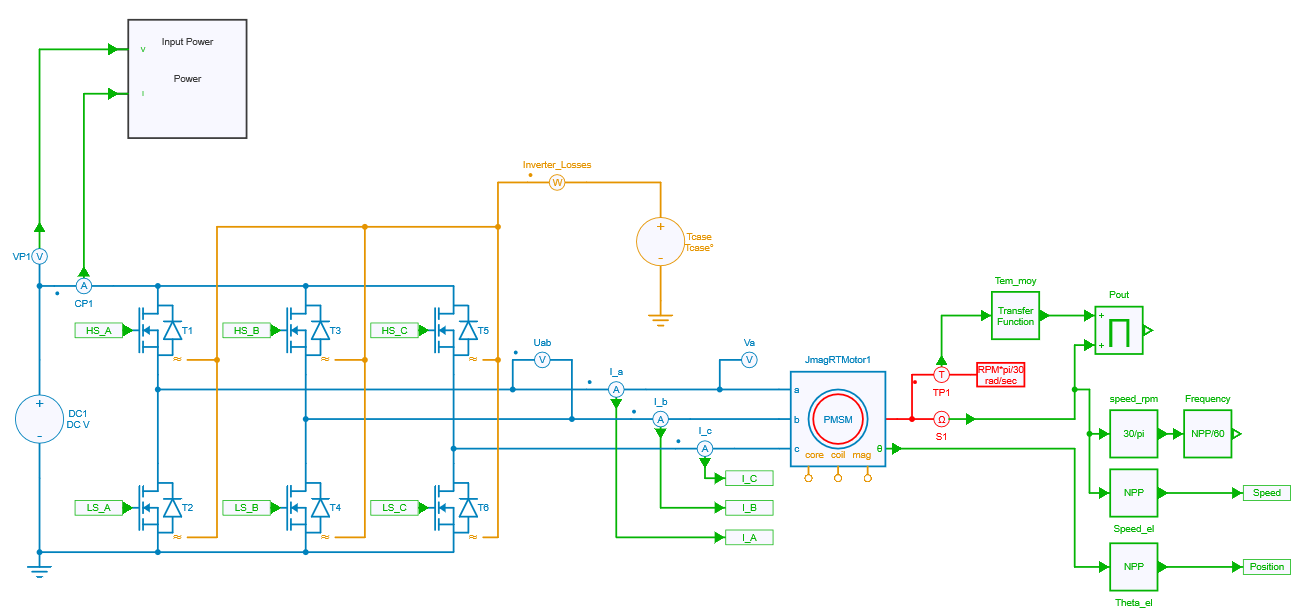 Input Power
V
Power
I
Inverter_Losses
W
+
Tcase
Tcase°
-
VP1
V
A
CP1
HS_A
T1
HS_B
T3
HS_C
T5
≈
≈
≈
Uab
V
Va
V
I_a
A
I_b
A
I_c
A
JmagRTMotor1
a
b
c
PMSM
θ
core
coil
mag
Tem_moy
Transfer
Function
Pout
+
+
T
TP1
RPM*pi/30
rad/sec
Ω
S1
speed_rpm
30/pi
Frequency
NPP/60
+
DC1
DC V
-
LS_A
T2
LS_B
T4
LS_C
T6
≈
≈
≈
I_C
I_B
I_A
NPP
Speed_el
Speed
NPP
Theta_el
Position